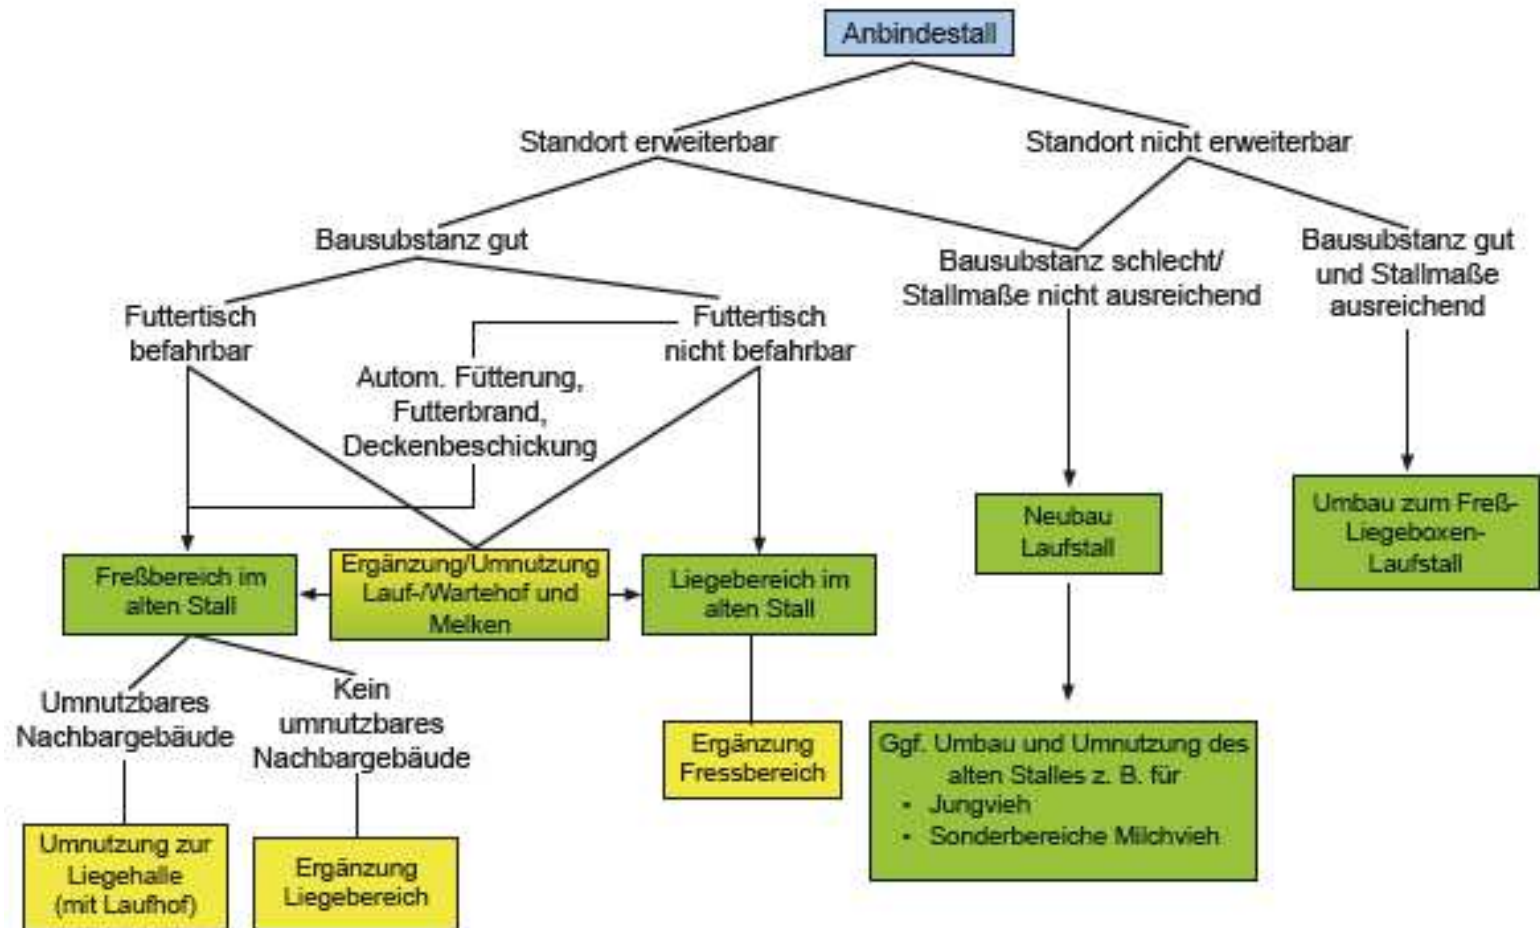 Anbindestall
Standort erweiterbar
Standort nicht erweiterbar
Bausubstanz gut
Bausubstanz schlecht/
Stallmaße nicht ausreichend
Bausubstanz gut
und Stallmaße
ausreichend
Futtertisch
befahrbar
Futtertisch
nicht befahrbar
Autom. Fütterung,
Futterbrand,
Deckenbeschickung
Neubau
Laufstall
Umbau zum Freß-
Liegeboxen-
Laufstall
Freßbereich im
alten Stall
Ergänzung/Umnutzung
Lauf-/Wartehof und
Melken
Liegebereich im
alten Stall
Umnutzbares
Nachbargebäude
Kein
umnutzbares
Nachbargebäude
Ergänzung
Fressbereich
Ggf. Umbau und Umnutzung des
alten Stalles z. B. für
• Jungvieh
• Sonderbereiche Milchvieh
Umnutzung zur
Liegehalle
(mit Laufhof)
Ergänzung
Liegebereich